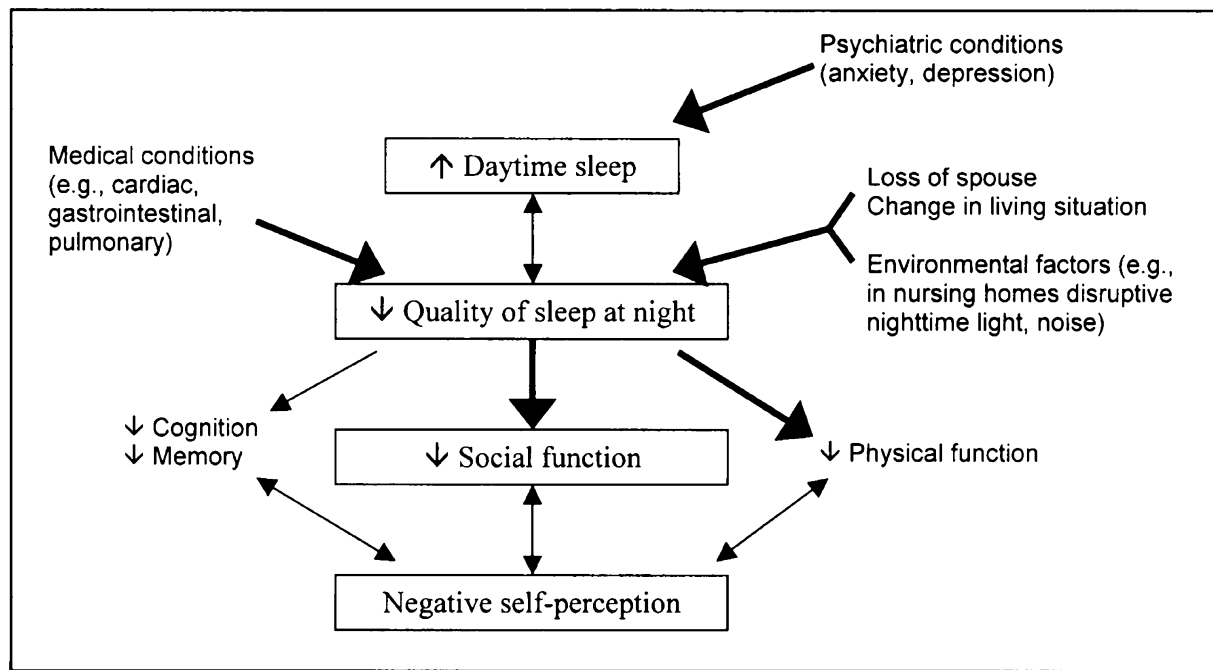 Psychiatric conditions
(anxiety, depression)
Medical conditions
(e.g., cardiac,
gastrointestinal,
pulmonary)
↑ Daytime sleep
Loss of spouse
Change in living situation
Environmental factors (e.g.,
in nursing homes disruptive
nighttime light, noise)
↓ Quality of sleep at night
↓ Cognition
↓ Memory
↓ Social function
↓ Physical function
Negative self-perception